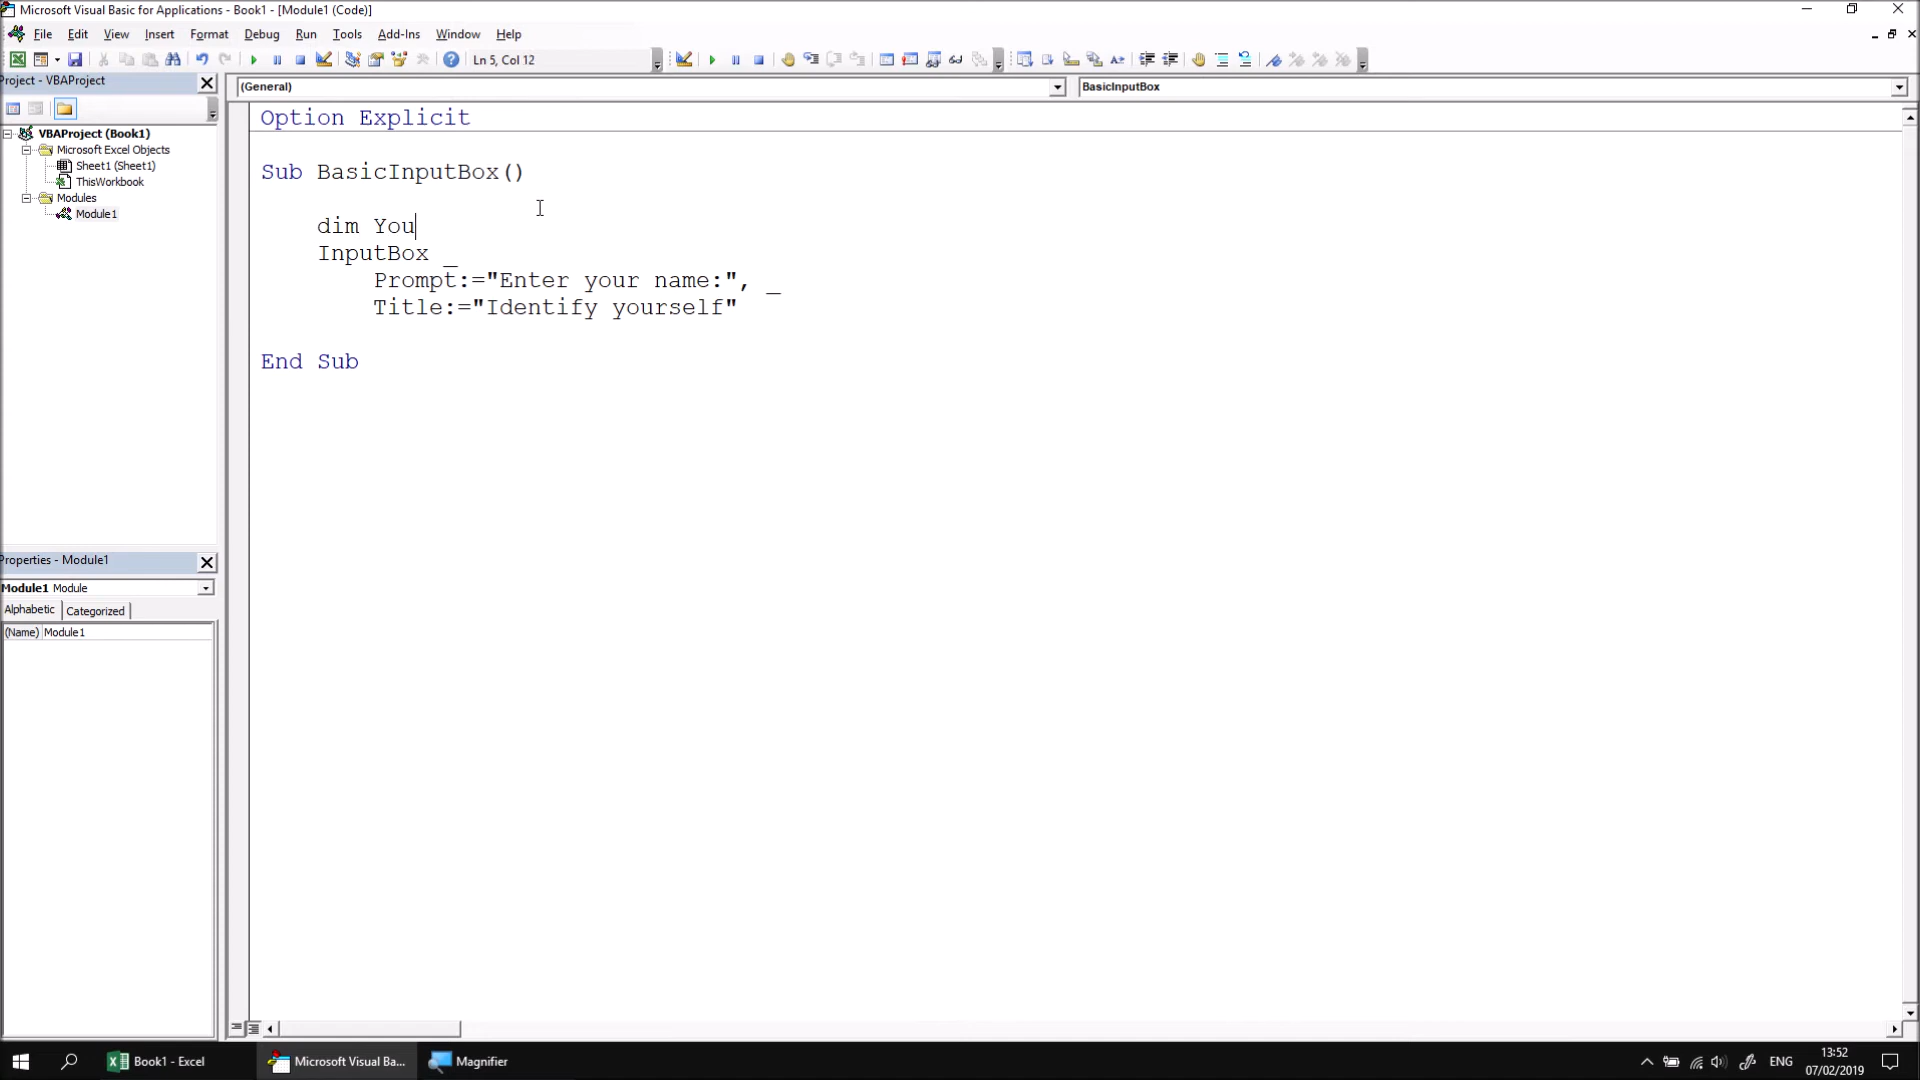 Microsoft Visual Basic for Applications - Book1 - [Module1 (Code)]
File Edit View Insert Format Debug Run Tools Add-Ins Window Help
Ln 5, Col 12
Project - VBAProject
(General)
BasicInputBox
VBAProject (Book1)
Microsoft Excel Objects
Sheet1 (Sheet1)
ThisWorkbook
Modules
Module1
Option Explicit
Sub BasicInputBox()
dim You
InputBox _
Prompt:="Enter your name:", _
Title:="Identify yourself"
End Sub
Properties - Module1
Module1 Module
Alphabetic Categorized
(Name) Module1
Book1 - Excel
Microsoft Visual Ba...
Magnifier
ENG
13:52
07/02/2019